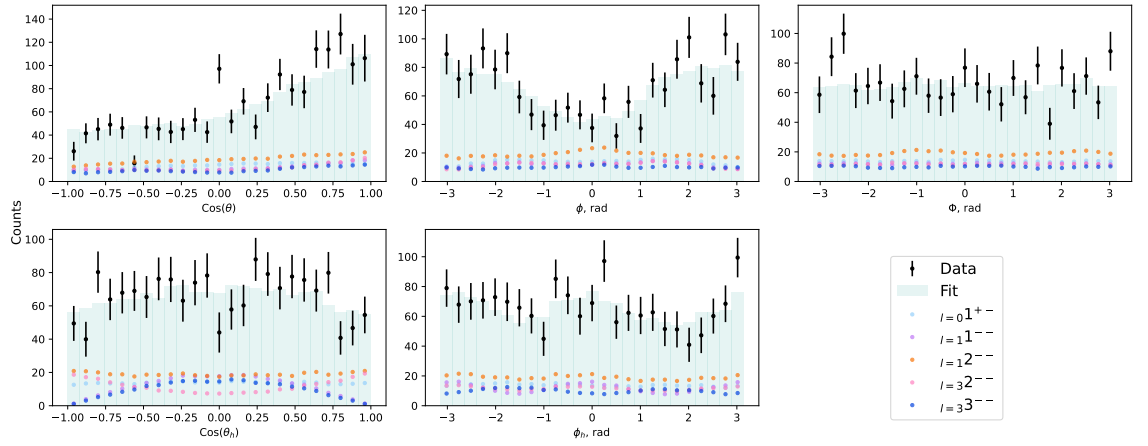 140
120
100
80
60
40
20
0
−1.00 −0.75 −0.50 −0.25 0.00 0.25 0.50 0.75 1.00
Cos(θ)
120
100
80
60
40
20
0
−3 −2 −1 0 1 2 3
ϕ, rad
100
80
60
40
20
0
−3 −2 −1 0 1 2 3
Φ, rad
Counts
100
80
60
40
20
0
−1.00 −0.75 −0.50 −0.25 0.00 0.25 0.50 0.75 1.00
Cos(θ_h)
100
80
60
40
20
0
−3 −2 −1 0 1 2 3
ϕ_h, rad
Data
Fit
l = 0 1^{+−}
l = 1 1^{−−}
l = 1 2^{−−}
l = 3 2^{−−}
l = 3 3^{−−}